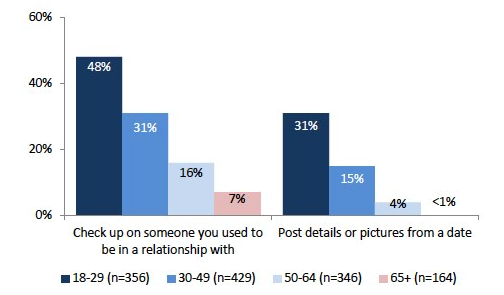 60%
40%
20%
0%
48%
31%
16%
7%
31%
15%
4%
<1%
Check up on someone you used to
be in a relationship with
Post details or pictures from a date
18-29 (n=356)
30-49 (n=429)
50-64 (n=346)
65+ (n=164)